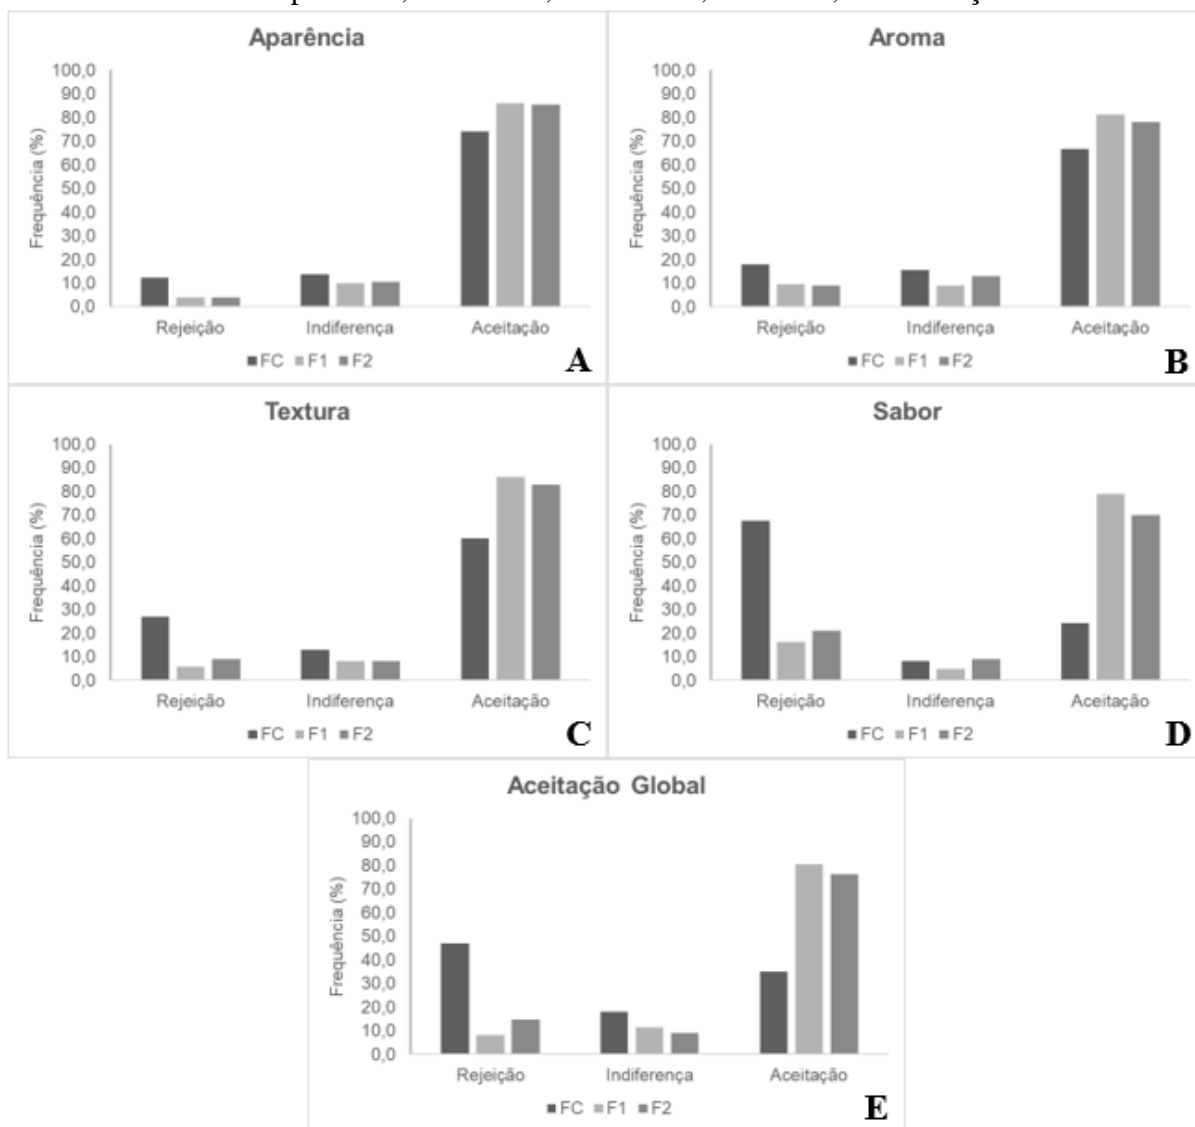 Aparência
Frequência (%)
100,0
90,0
80,0
70,0
60,0
50,0
40,0
30,0
20,0
10,0
0,0
Rejeição Indiferença Aceitação
FC F1 F2
A
Aroma
Frequência (%)
100,0
90,0
80,0
70,0
60,0
50,0
40,0
30,0
20,0
10,0
0,0
Rejeição Indiferença Aceitação
FC F1 F2
B
Textura
Frequência (%)
100,0
90,0
80,0
70,0
60,0
50,0
40,0
30,0
20,0
10,0
0,0
Rejeição Indiferença Aceitação
FC F1 F2
C
Sabor
Frequência (%)
100,0
90,0
80,0
70,0
60,0
50,0
40,0
30,0
20,0
10,0
0,0
Rejeição Indiferença Aceitação
FC F1 F2
D
Aceitação Global
Frequência (%)
100,0
90,0
80,0
70,0
60,0
50,0
40,0
30,0
20,0
10,0
0,0
Rejeição Indiferença Aceitação
FC F1 F2
E